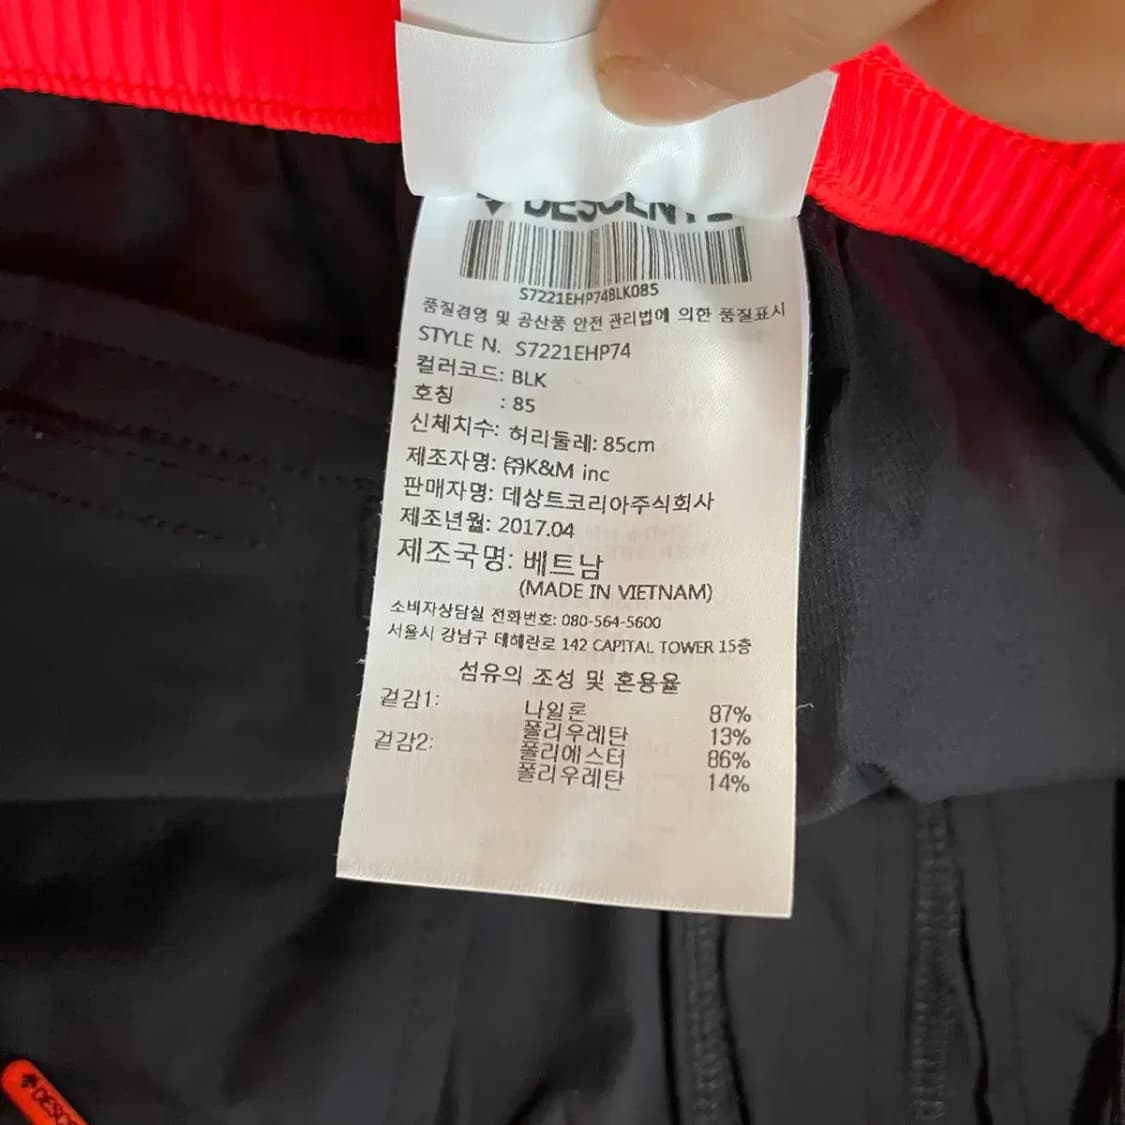 DESCENTE
S7221EHP74BLK085
품질경영 및 공산품 안전 관리법에 의한 품질표시
STYLE N. S7221EHP74
컬러코드: BLK
호칭 : 85
신체치수: 허리둘레: 85cm
제조자명: ㈜K&M inc
판매자명: 데상트코리아주식회사
제조년월: 2017.04
제조국명: 베트남
(MADE IN VIETNAM)
소비자상담실 전화번호: 080-564-5600
서울시 강남구 테헤란로 142 CAPITAL TOWER 15층
섬유의 조성 및 혼용율
겉감1: 나일론 87%
폴리우레탄 13%
겉감2: 폴리에스터 86%
폴리우레탄 14%